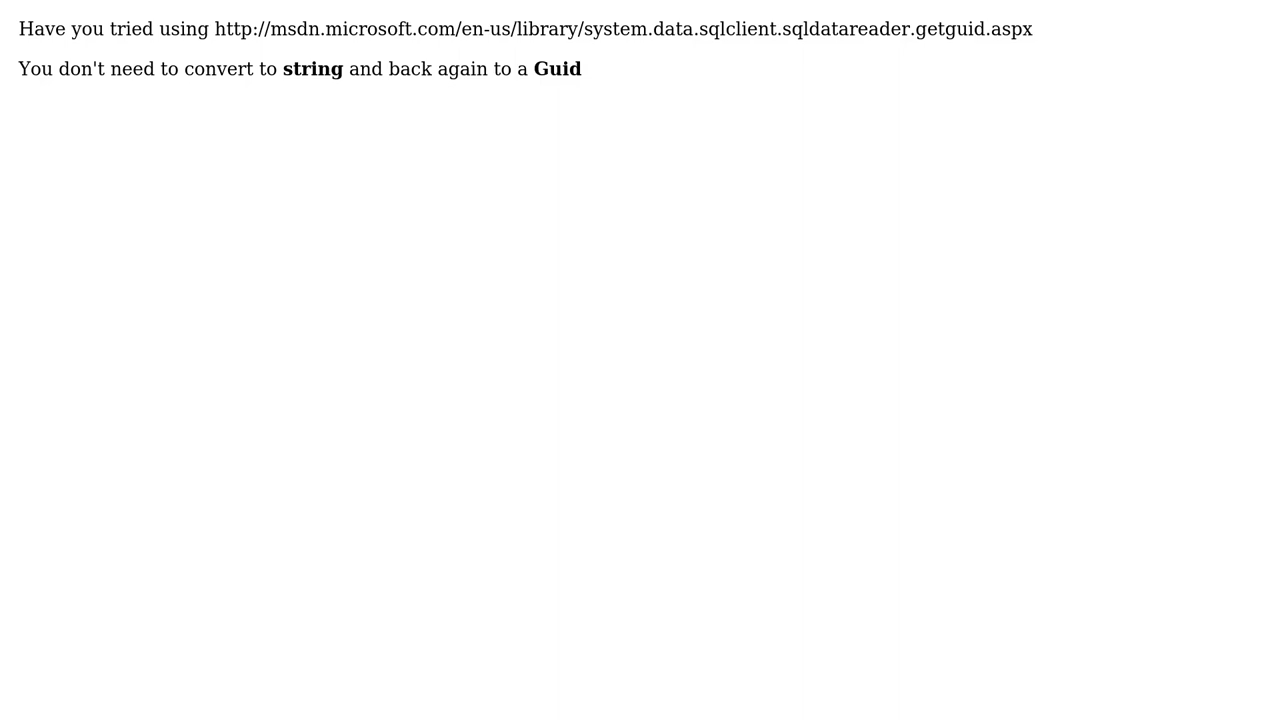 Have you tried using http://msdn.microsoft.com/en-us/library/system.data.sqlclient.sqldatareader.getguid.aspx
You don't need to convert to string and back again to a Guid